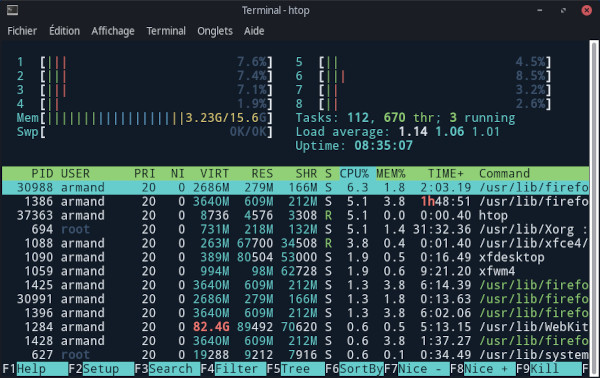 Terminal - htop
Fichier Édition Affichage Terminal Onglets Aide
1 [||| 7.6%] 5 [|| 4.5%]
2 [||| 7.4%] 6 [||| 8.5%]
3 [||| 7.1%] 7 [|| 3.2%]
4 [|| 1.9%] 8 [|| 2.6%]
Mem[||||||||||||||||||||3.23G/15.6G] Tasks: 112, 670 thr; 3 running
Swp[ 0K/0K] Load average: 1.14 1.06 1.01
Uptime: 08:35:07
PID USER PRI NI VIRT RES SHR S CPU% MEM% TIME+ Command
30988 armand 20 0 2686M 279M 166M S 6.3 1.8 2:03.19 /usr/lib/firefo
1386 armand 20 0 3640M 609M 212M S 5.1 3.8 1h48:51 /usr/lib/firefo
37363 armand 20 0 8736 4576 3308 R 5.1 0.0 0:00.40 htop
694 root 20 0 731M 218M 132M S 5.1 1.4 31:32.36 /usr/lib/Xorg :
1088 armand 20 0 263M 67700 34508 R 3.8 0.4 0:01.40 /usr/lib/xfce4/
1090 armand 20 0 389M 80504 53000 S 1.9 0.5 0:16.49 xfdesktop
1059 armand 20 0 994M 98M 62728 S 1.9 0.6 9:21.20 xfwm4
1425 armand 20 0 3640M 609M 212M S 1.3 3.8 6:14.39 /usr/lib/firefo
30991 armand 20 0 2686M 279M 166M S 1.3 1.8 0:13.63 /usr/lib/firefo
1396 armand 20 0 3640M 609M 212M S 1.3 3.8 6:02.06 /usr/lib/firefo
1284 armand 20 0 82.4G 89492 70620 S 0.6 0.5 5:13.15 /usr/lib/WebKit
1428 armand 20 0 3640M 609M 212M S 0.6 3.8 1:37.27 /usr/lib/firefo
627 root 20 0 19288 9212 7916 S 0.6 0.1 0:34.49 /usr/lib/system
F1Help F2Setup F3Search F4Filter F5Tree F6SortBy F7Nice - F8Nice + F9Kill F